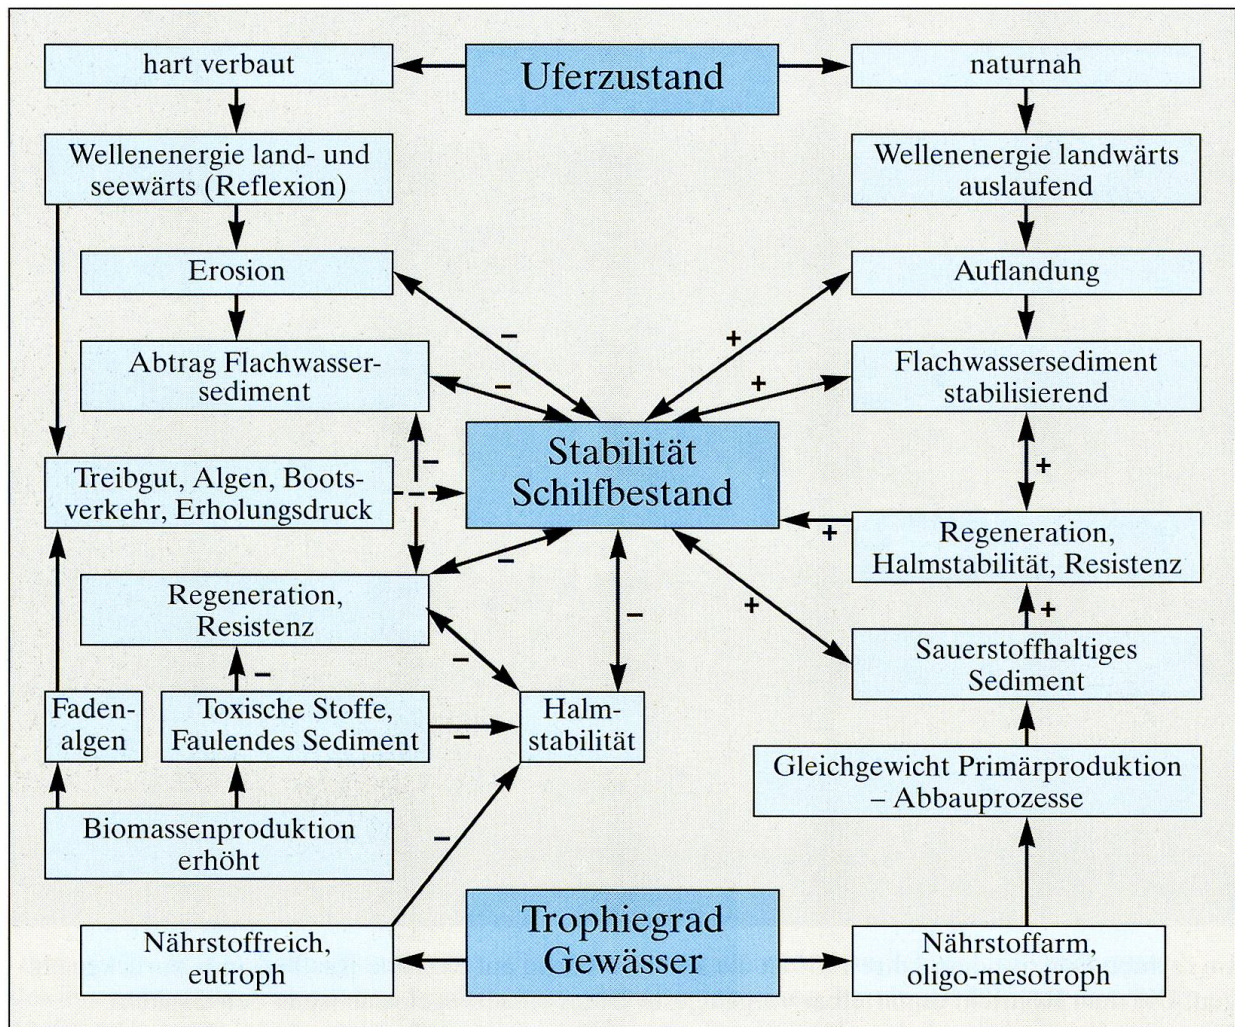 hart verbaut
Uferzustand
naturnah
Wellenenergie land- und
seewärts (Reflexion)
Wellenenergie landwärts
auslaufend
Erosion
Auflandung
–
+
Abtrag Flachwasser-
sediment
–
+
Flachwassersediment
stabilisierend
Stabilität
Schilfbestand
–
+
Treibgut, Algen, Boots-
verkehr, Erholungsdruck
–
Regeneration,
Halmstabilität, Resistenz
+
–
Regeneration,
Resistenz
–
+
+
Sauerstoffhaltiges
Sediment
–
–
Faden-
algen
Toxische Stoffe,
Faulendes Sediment
–
Halm-
stabilität
Gleichgewicht Primärproduktion
– Abbauprozesse
Biomassenproduktion
erhöht
–
Trophiegrad
Gewässer
Nährstoffreich,
eutroph
Nährstoffarm,
oligo-mesotroph